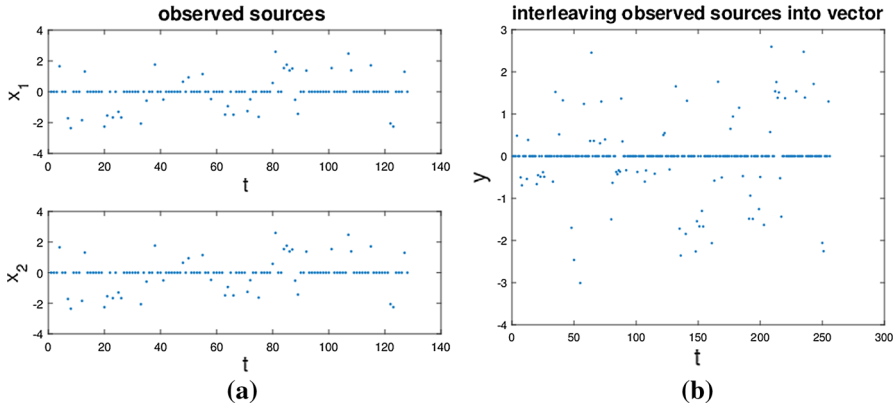 observed sources
4
2
0
-2
-4
x1
0 20 40 60 80 100 120 140
t
4
2
0
-2
-4
x2
0 20 40 60 80 100 120 140
t
(a)
interleaving observed sources into vector
3
2
1
0
-1
-2
-3
-4
y
0 50 100 150 200 250 300
t
(b)